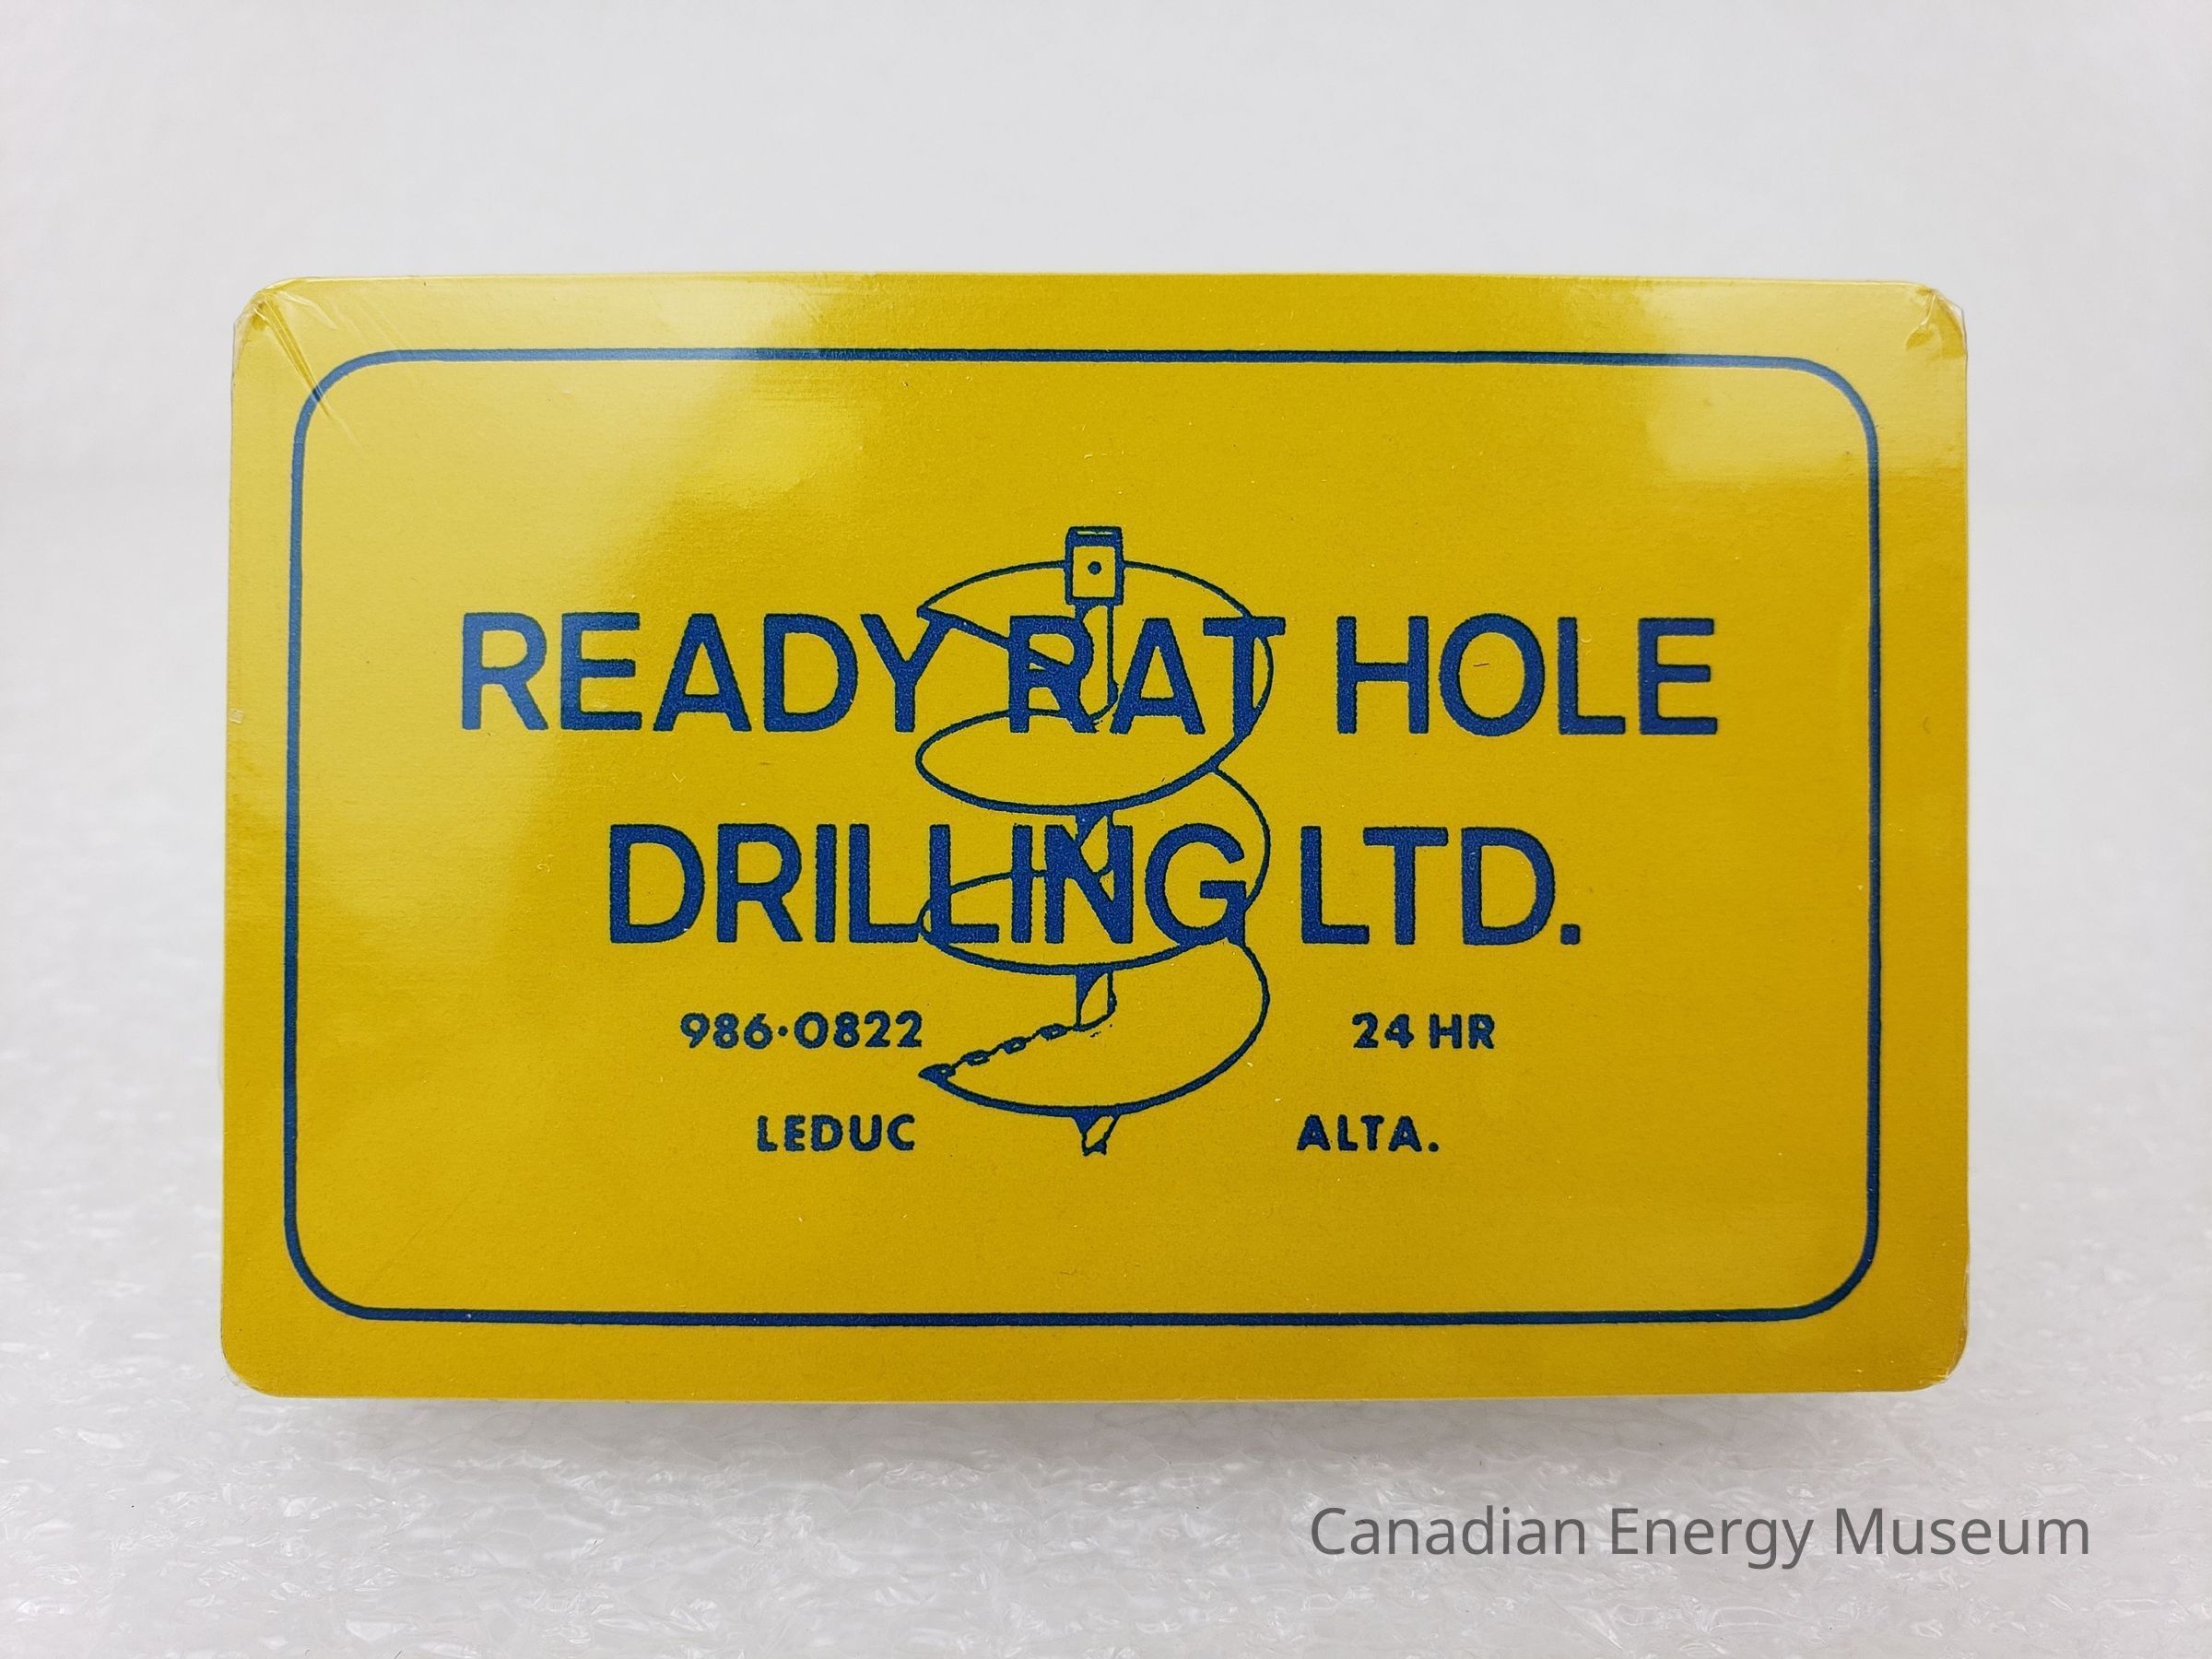 READY RAT HOLE
DRILLING LTD.
986·0822 24 HR
LEDUC ALTA.
Canadian Energy Museum